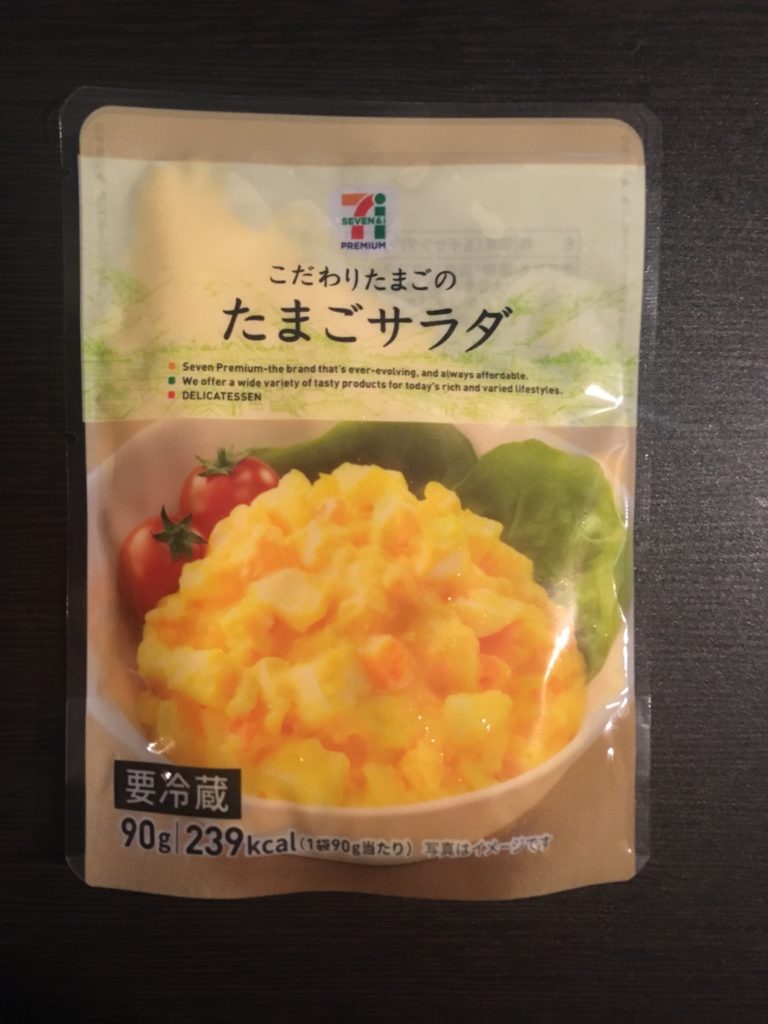 SEVEN & i
PREMIUM
こだわりたまごの
たまごサラダ
Seven Premium-the brand that's ever-evolving, and always affordable.
We offer a wide variety of tasty products for today's rich and varied lifestyles.
DELICATESSEN
要冷蔵
90g 239kcal(1袋90g当たり) 写真はイメージです